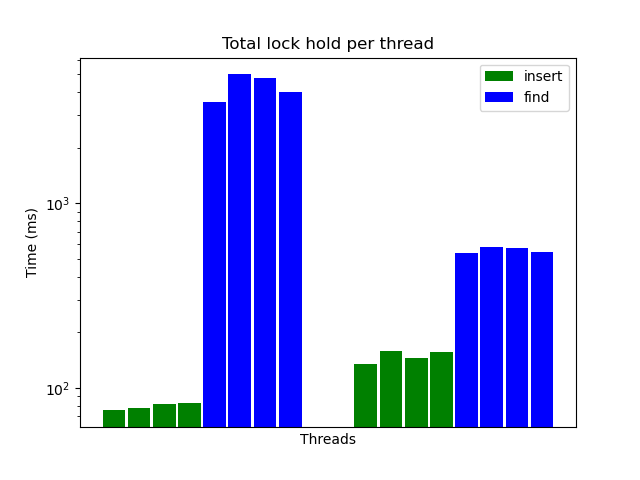 Total lock hold per thread
insert
find
10³
10²
Time (ms)
Threads